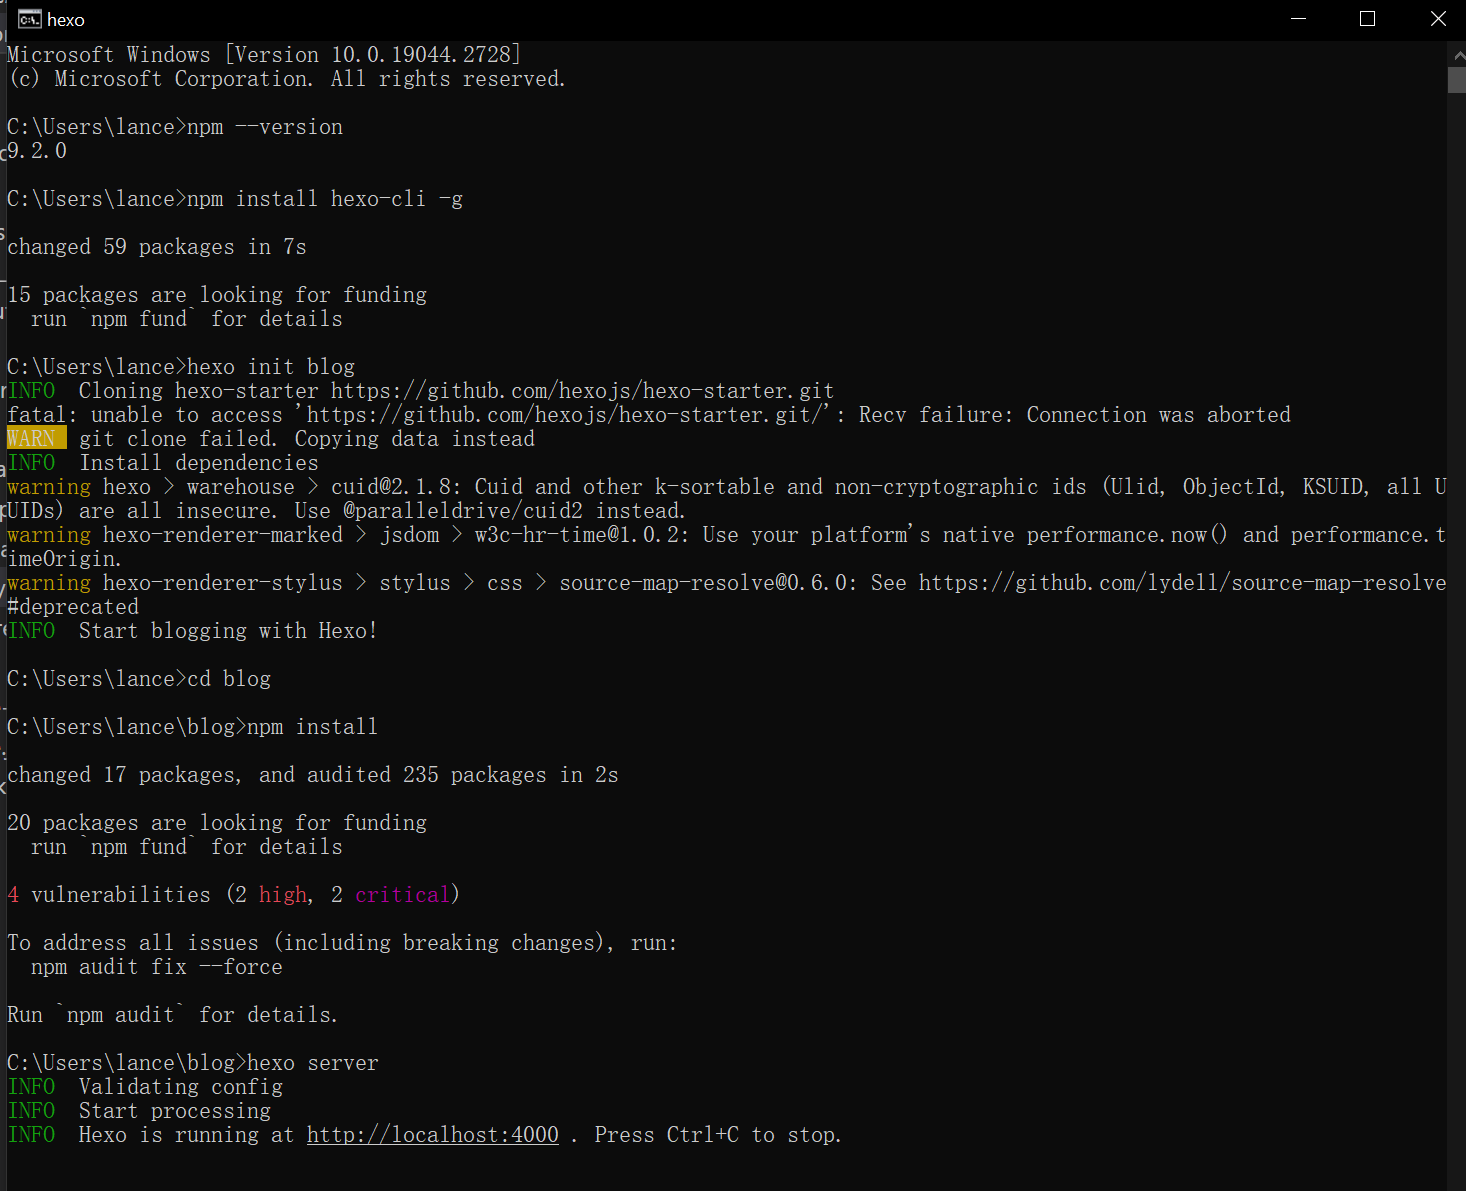 hexo
Microsoft Windows [Version 10.0.19044.2728]
(c) Microsoft Corporation. All rights reserved.
C:\Users\lance>npm --version
9.2.0
C:\Users\lance>npm install hexo-cli -g
changed 59 packages in 7s
15 packages are looking for funding
  run `npm fund` for details
C:\Users\lance>hexo init blog
INFO  Cloning hexo-starter https://github.com/hexojs/hexo-starter.git
fatal: unable to access 'https://github.com/hexojs/hexo-starter.git/': Recv failure: Connection was aborted
WARN  git clone failed. Copying data instead
INFO  Install dependencies
warning hexo > warehouse > cuid@2.1.8: Cuid and other k-sortable and non-cryptographic ids (Ulid, ObjectId, KSUID, all U
UIDs) are all insecure. Use @paralleldrive/cuid2 instead.
warning hexo-renderer-marked > jsdom > w3c-hr-time@1.0.2: Use your platform's native performance.now() and performance.t
imeOrigin.
warning hexo-renderer-stylus > stylus > css > source-map-resolve@0.6.0: See https://github.com/lydell/source-map-resolve
#deprecated
INFO  Start blogging with Hexo!
C:\Users\lance>cd blog
C:\Users\lance\blog>npm install
changed 17 packages, and audited 235 packages in 2s
20 packages are looking for funding
  run `npm fund` for details
4 vulnerabilities (2 high, 2 critical)
To address all issues (including breaking changes), run:
  npm audit fix --force
Run `npm audit` for details.
C:\Users\lance\blog>hexo server
INFO  Validating config
INFO  Start processing
INFO  Hexo is running at http://localhost:4000 . Press Ctrl+C to stop.